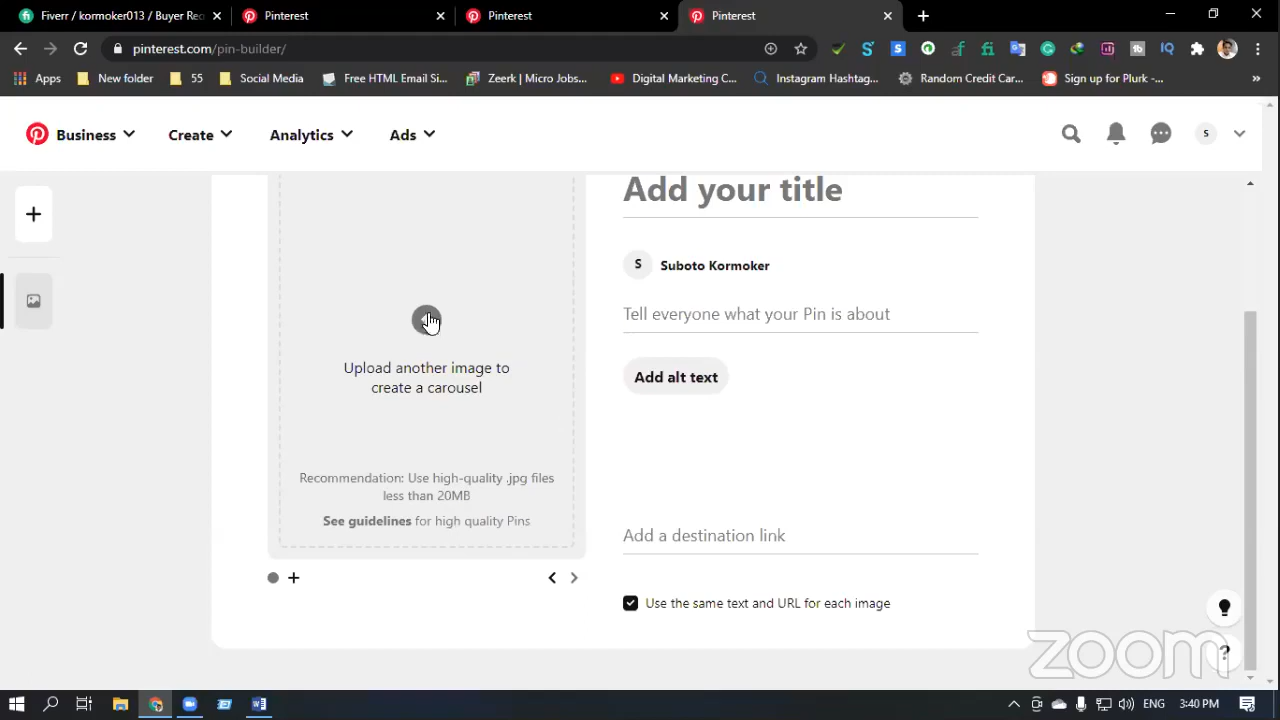 Fiverr / kormoker013 / Buyer Re
Pinterest
Pinterest
Pinterest
pinterest.com/pin-builder/
Apps
New folder
55
Social Media
Free HTML Email Si...
Zeerk | Micro Jobs...
Digital Marketing C...
Instagram Hashtag...
Random Credit Car...
Sign up for Plurk -...
Business
Create
Analytics
Ads
S
Add your title
S
Suboto Kormoker
Tell everyone what your Pin is about
Upload another image to
create a carousel
Add alt text
Recommendation: Use high-quality .jpg files
less than 20MB
See guidelines for high quality Pins
Add a destination link
Use the same text and URL for each image
zoom
ENG
3:40 PM